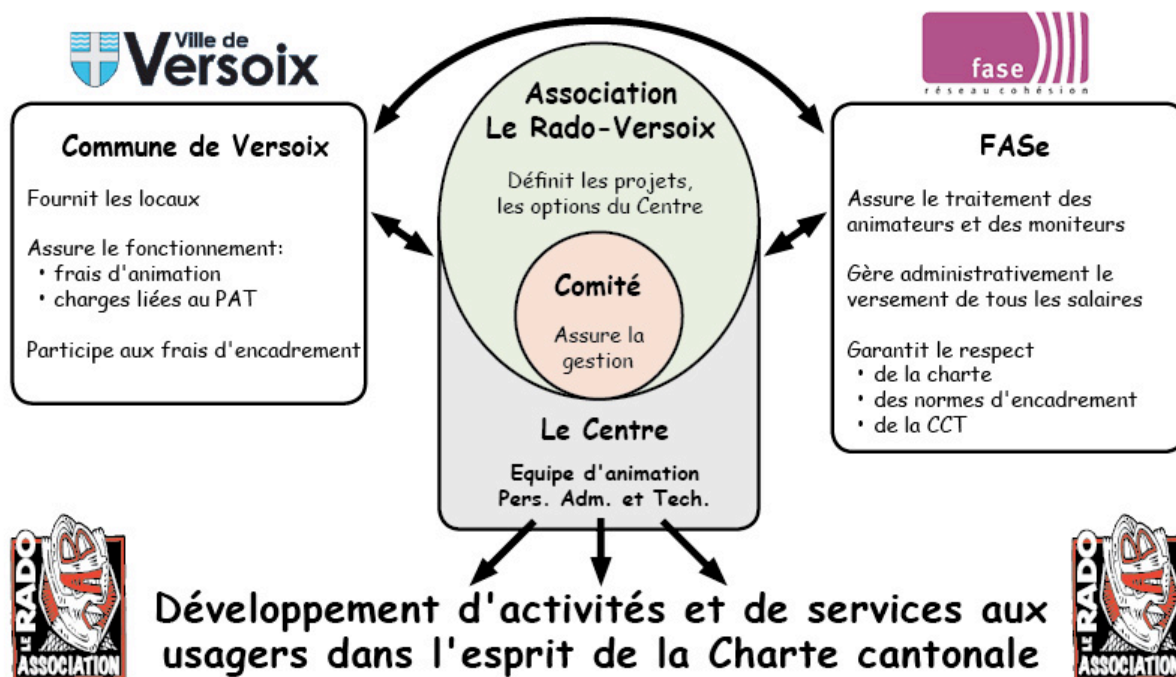 Ville de
Versoix
Commune de Versoix
Fournit les locaux
Assure le fonctionnement:
• frais d'animation
• charges liées au PAT
Participe aux frais d'encadrement
Association
Le Rado-Versoix
Définit les projets,
les options du Centre
Comité
Assure la
gestion
Le Centre
Equipe d'animation
Pers. Adm. et Tech.
fase
réseau cohésion
FASe
Assure le traitement des
animateurs et des moniteurs
Gère administrativement le
versement de tous les salaires
Garantit le respect
• de la charte
• des normes d'encadrement
• de la CCT
LE RADO
LAB
ASSOCIATION
Développement d'activités et de services aux
usagers dans l'esprit de la Charte cantonale
LE RADO
LAB
ASSOCIATION